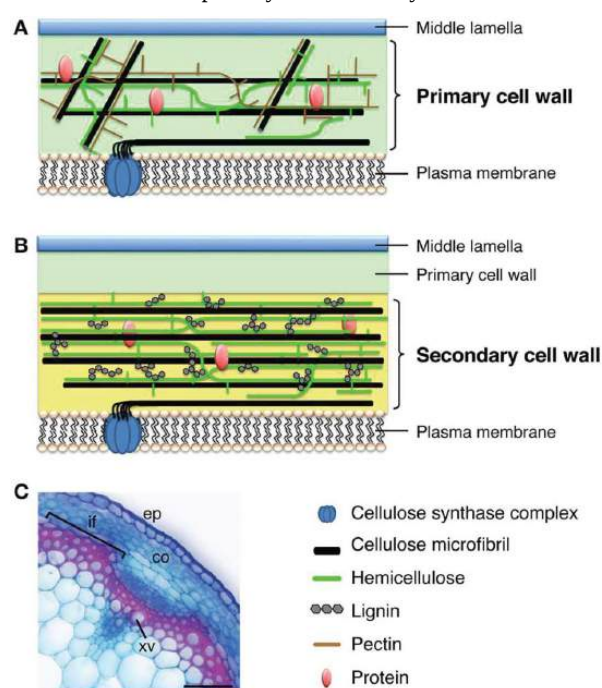 A
Middle lamella
Primary cell wall
Plasma membrane
B
Middle lamella
Primary cell wall
Secondary cell wall
Plasma membrane
C
if
ep
co
xv
Cellulose synthase complex
Cellulose microfibril
Hemicellulose
Lignin
Pectin
Protein